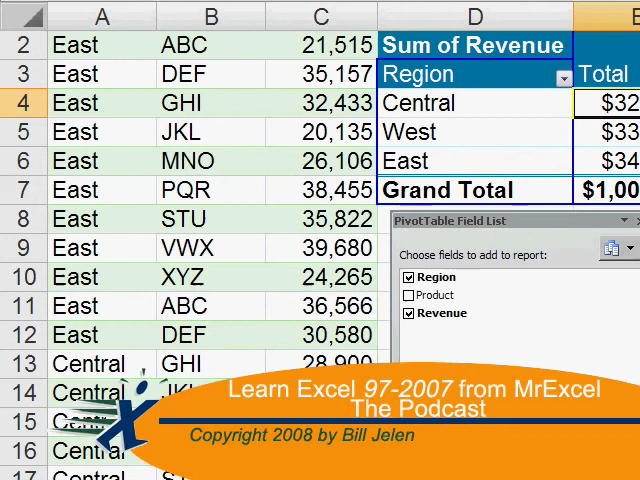 A B C D E
2 East ABC 21,515 Sum of Revenue
3 East DEF 35,157 Region Total
4 East GHI 32,433 Central $32
5 East JKL 20,135 West $33
6 East MNO 26,106 East $34
7 East PQR 38,455 Grand Total $1,00
8 East STU 35,822
PivotTable Field List
9 East VWX 39,680
Choose fields to add to report:
10 East XYZ 24,265
Region
Product
11 East ABC 36,566
Revenue
12 East DEF 30,580
13 Central GHI 28,900
14 Central
15
16 Central
17
Learn Excel 97-2007 from MrExcel
The Podcast
Copyright 2008 by Bill Jelen